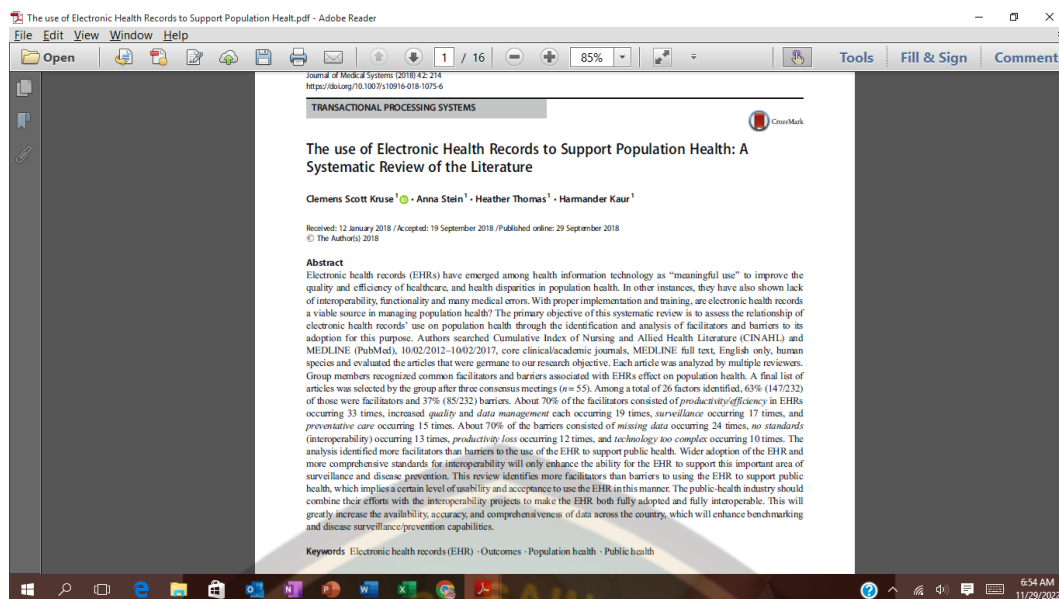 The use of Electronic Health Records to Support Population Healt.pdf - Adobe Reader
File Edit View Window Help
Open 1 / 16 85% Tools Fill & Sign Comment
Journal of Medical Systems (2018) 42: 214
https://doi.org/10.1007/s10916-018-1075-6
TRANSACTIONAL PROCESSING SYSTEMS
CrossMark
The use of Electronic Health Records to Support Population Health: A
Systematic Review of the Literature
Clemens Scott Kruse1 · Anna Stein1 · Heather Thomas1 · Harmander Kaur1
Received: 12 January 2018 / Accepted: 19 September 2018 / Published online: 29 September 2018
© The Author(s) 2018
Abstract
Electronic health records (EHRs) have emerged among health information technology as “meaningful use” to improve the
quality and efficiency of healthcare, and health disparities in population health. In other instances, they have also shown lack
of interoperability, functionality and many medical errors. With proper implementation and training, are electronic health records
a viable source in managing population health? The primary objective of this systematic review is to assess the relationship of
electronic health records’ use on population health through the identification and analysis of facilitators and barriers to its
adoption for this purpose. Authors searched Cumulative Index of Nursing and Allied Health Literature (CINAHL) and
MEDLINE (PubMed), 10/02/2012–10/02/2017, core clinical/academic journals, MEDLINE full text, English only, human
species and evaluated the articles that were germane to our research objective. Each article was analyzed by multiple reviewers.
Group members recognized common facilitators and barriers associated with EHRs effect on population health. A final list of
articles was selected by the group after three consensus meetings (n = 55). Among a total of 26 factors identified, 63% (147/232)
of those were facilitators and 37% (85/232) barriers. About 70% of the facilitators consisted of productivity/efficiency in EHRs
occurring 33 times, increased quality and data management each occurring 19 times, surveillance occurring 17 times, and
preventative care occurring 15 times. About 70% of the barriers consisted of missing data occurring 24 times, no standards
(interoperability) occurring 13 times, productivity loss occurring 12 times, and technology too complex occurring 10 times. The
analysis identified more facilitators than barriers to the use of the EHR to support public health. Wider adoption of the EHR and
more comprehensive standards for interoperability will only enhance the ability for the EHR to support this important area of
surveillance and disease prevention. This review identifies more facilitators than barriers to using the EHR to support public
health, which implies a certain level of usability and acceptance to use the EHR in this manner. The public-health industry should
combine their efforts with the interoperability projects to make the EHR both fully adopted and fully interoperable. This will
greatly increase the availability, accuracy, and comprehensiveness of data across the country, which will enhance benchmarking
and disease surveillance/prevention capabilities.
Keywords Electronic health records (EHR) · Outcomes · Population health · Public health
6:54 AM